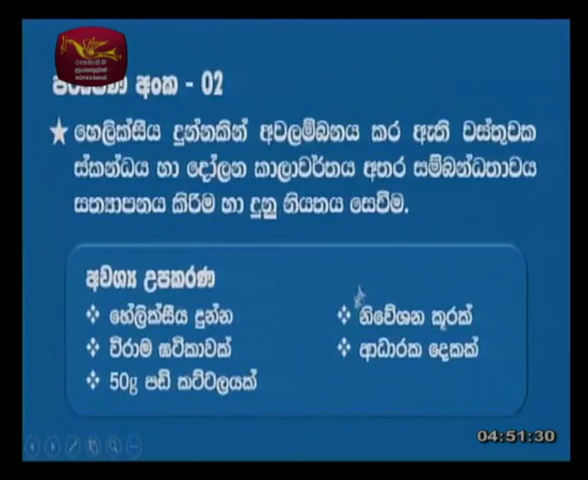 අංක - 02
★ හෙලික්සීය දුන්නකින් අවලම්බනය කර ඇති වස්තුවක
ස්කන්ධය හා දෝලන කාලාවර්තය අතර සම්බන්ධතාවය
සත්‍යාපනය කිරීම හා දුනු නියතය සෙවීම.
අවශ්‍ය උපකරණ
❖ හේලික්සීය දුන්න
❖ නිවේශන කූරක්
❖ විරාම ඝටිකාවක්
❖ ආධාරක දෙකක්
❖ 50g පඩි කට්ටලයක්
04:51:30